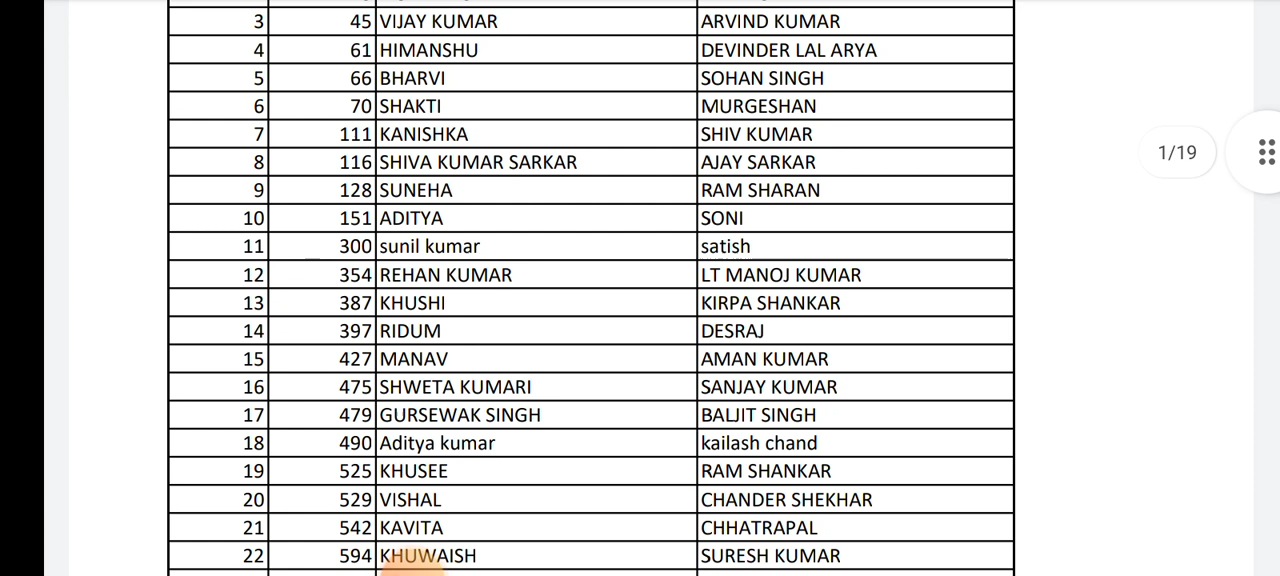 3 45 VIJAY KUMAR ARVIND KUMAR
4 61 HIMANSHU DEVINDER LAL ARYA
5 66 BHARVI SOHAN SINGH
6 70 SHAKTI MURGESHAN
7 111 KANISHKA SHIV KUMAR
1/19
8 116 SHIVA KUMAR SARKAR AJAY SARKAR
9 128 SUNEHA RAM SHARAN
10 151 ADITYA SONI
11 300 sunil kumar satish
12 354 REHAN KUMAR LT MANOJ KUMAR
13 387 KHUSHI KIRPA SHANKAR
14 397 RIDUM DESRAJ
15 427 MANAV AMAN KUMAR
16 475 SHWETA KUMARI SANJAY KUMAR
17 479 GURSEWAK SINGH BALJIT SINGH
18 490 Aditya kumar kailash chand
19 525 KHUSEE RAM SHANKAR
20 529 VISHAL CHANDER SHEKHAR
21 542 KAVITA CHHATRAPAL
22 594 KHUWAISH SURESH KUMAR